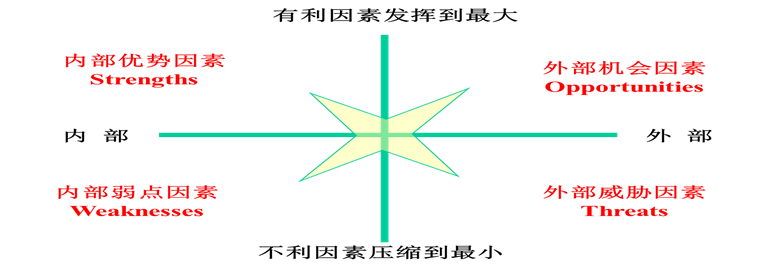 有利因素发挥到最大
内部优势因素
Strengths
外部机会因素
Opportunities
内 部
外 部
内部弱点因素
Weaknesses
外部威胁因素
Threats
不利因素压缩到最小